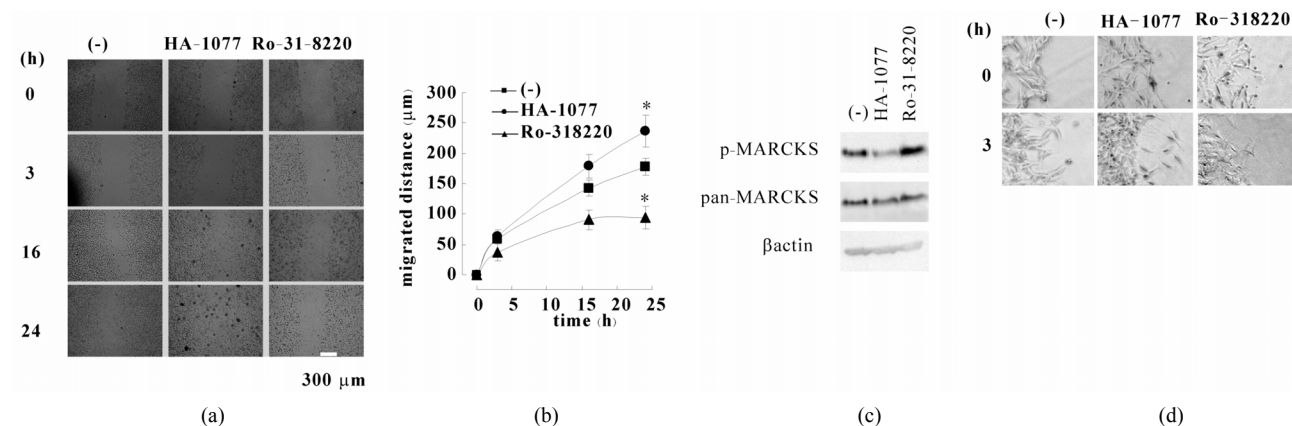 (h)
(-)
HA-1077
Ro-31-8220
0
3
16
24
300 μm
(a)
(-)
HA-1077
Ro-318220
migrated distance (μm)
300
250
200
150
100
50
0
*
*
0
5
10
15
20
25
time (h)
(b)
(-)
HA-1077
Ro-31-8220
p-MARCKS
pan-MARCKS
βactin
(c)
(h)
(-)
HA-1077
Ro-318220
0
3
(d)